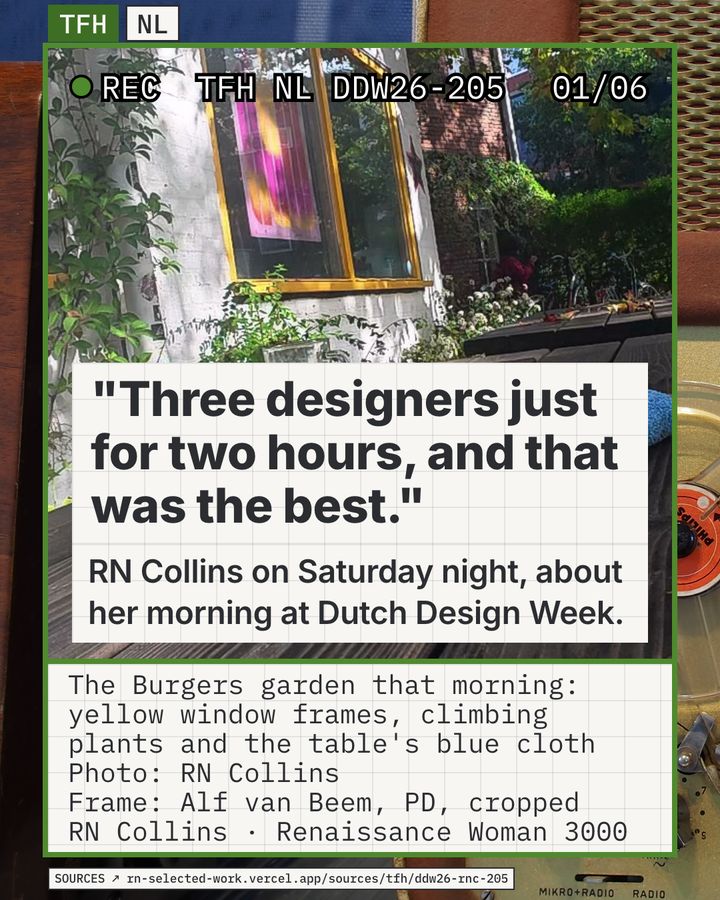 TFH NL
REC TFH NL DDW26-205 01/06
"Three designers just
for two hours, and that
was the best."
RN Collins on Saturday night, about
her morning at Dutch Design Week.
PHILIPS
The Burgers garden that morning:
yellow window frames, climbing
plants and the table's blue cloth
Photo: RN Collins
Frame: Alf van Beem, PD, cropped
RN Collins · Renaissance Woman 3000
SOURCES ↗ rn-selected-work.vercel.app/sources/tfh/ddw26-rnc-205
MIKRO+RADIO RADIO